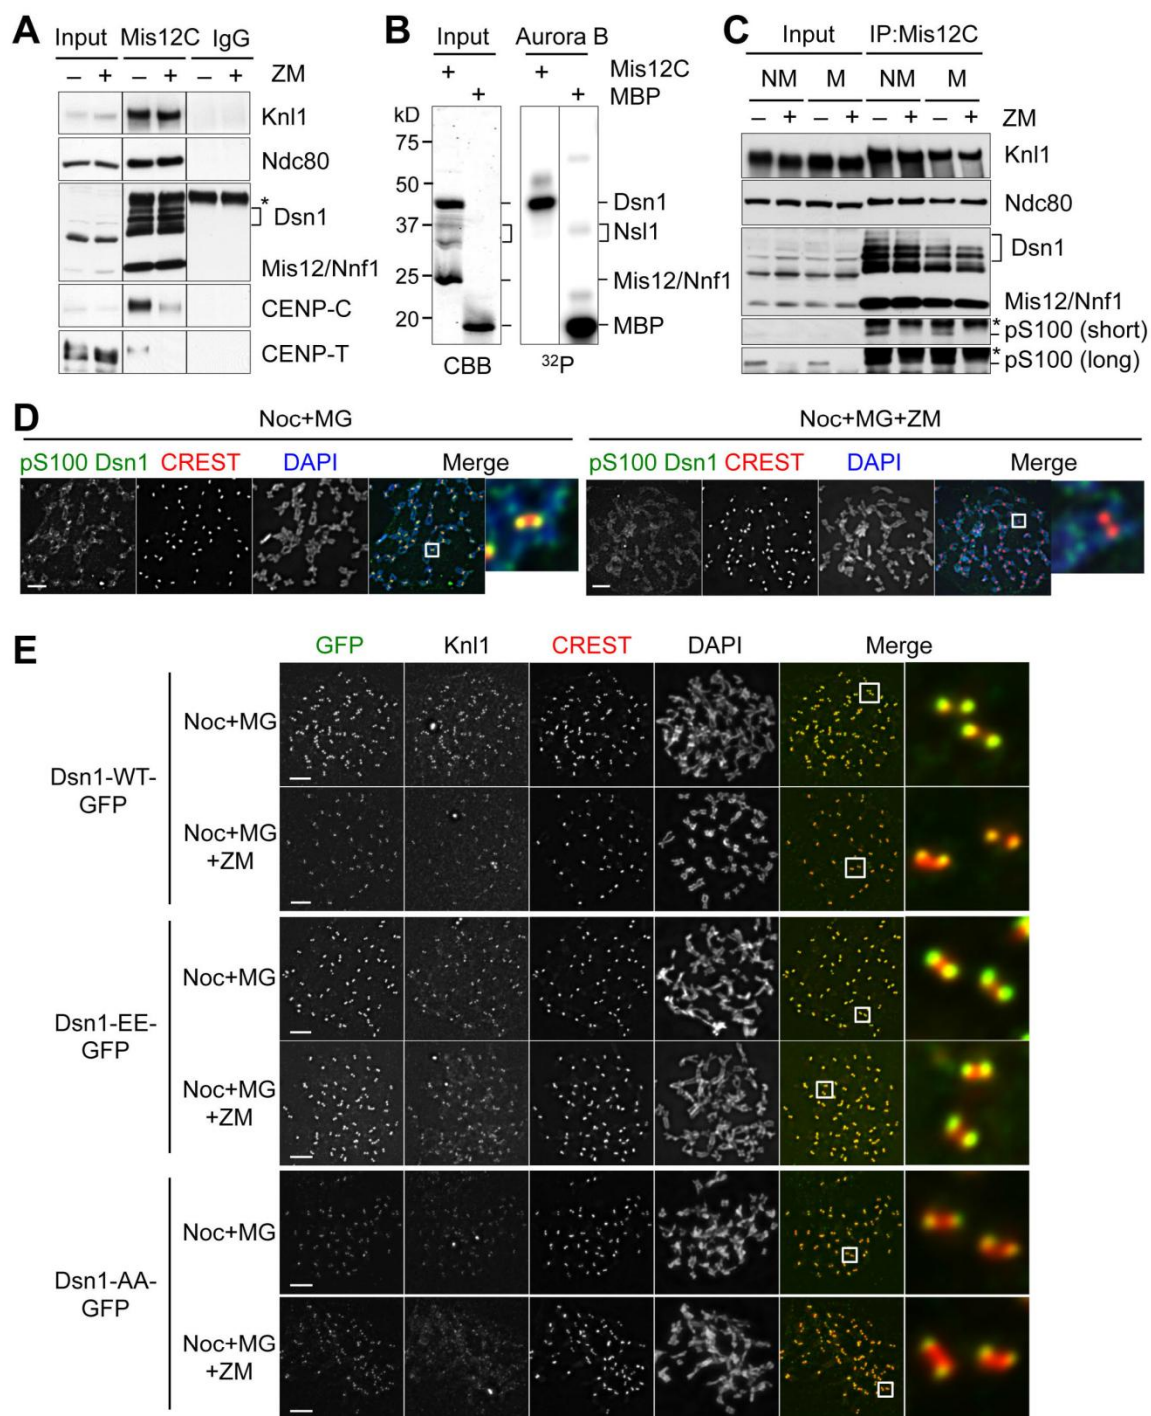 A
Input Mis12C IgG
– + – + – + ZM
Knl1
Ndc80
*
Dsn1
Mis12/Nnf1
CENP-C
CENP-T
B
Input Aurora B
+ + Mis12C
+ + MBP
kD
75
50
37
25
20
Dsn1
Nsl1
Mis12/Nnf1
MBP
CBB 32P
C
Input IP:Mis12C
NM M NM M
– + – + – + – + ZM
Knl1
Ndc80
Dsn1
Mis12/Nnf1
* pS100 (short)
* pS100 (long)
D
Noc+MG Noc+MG+ZM
pS100 Dsn1 CREST DAPI Merge pS100 Dsn1 CREST DAPI Merge
E
GFP Knl1 CREST DAPI Merge
Dsn1-WT-
GFP
Noc+MG
Noc+MG
+ZM
Dsn1-EE-
GFP
Noc+MG
Noc+MG
+ZM
Dsn1-AA-
GFP
Noc+MG
Noc+MG
+ZM